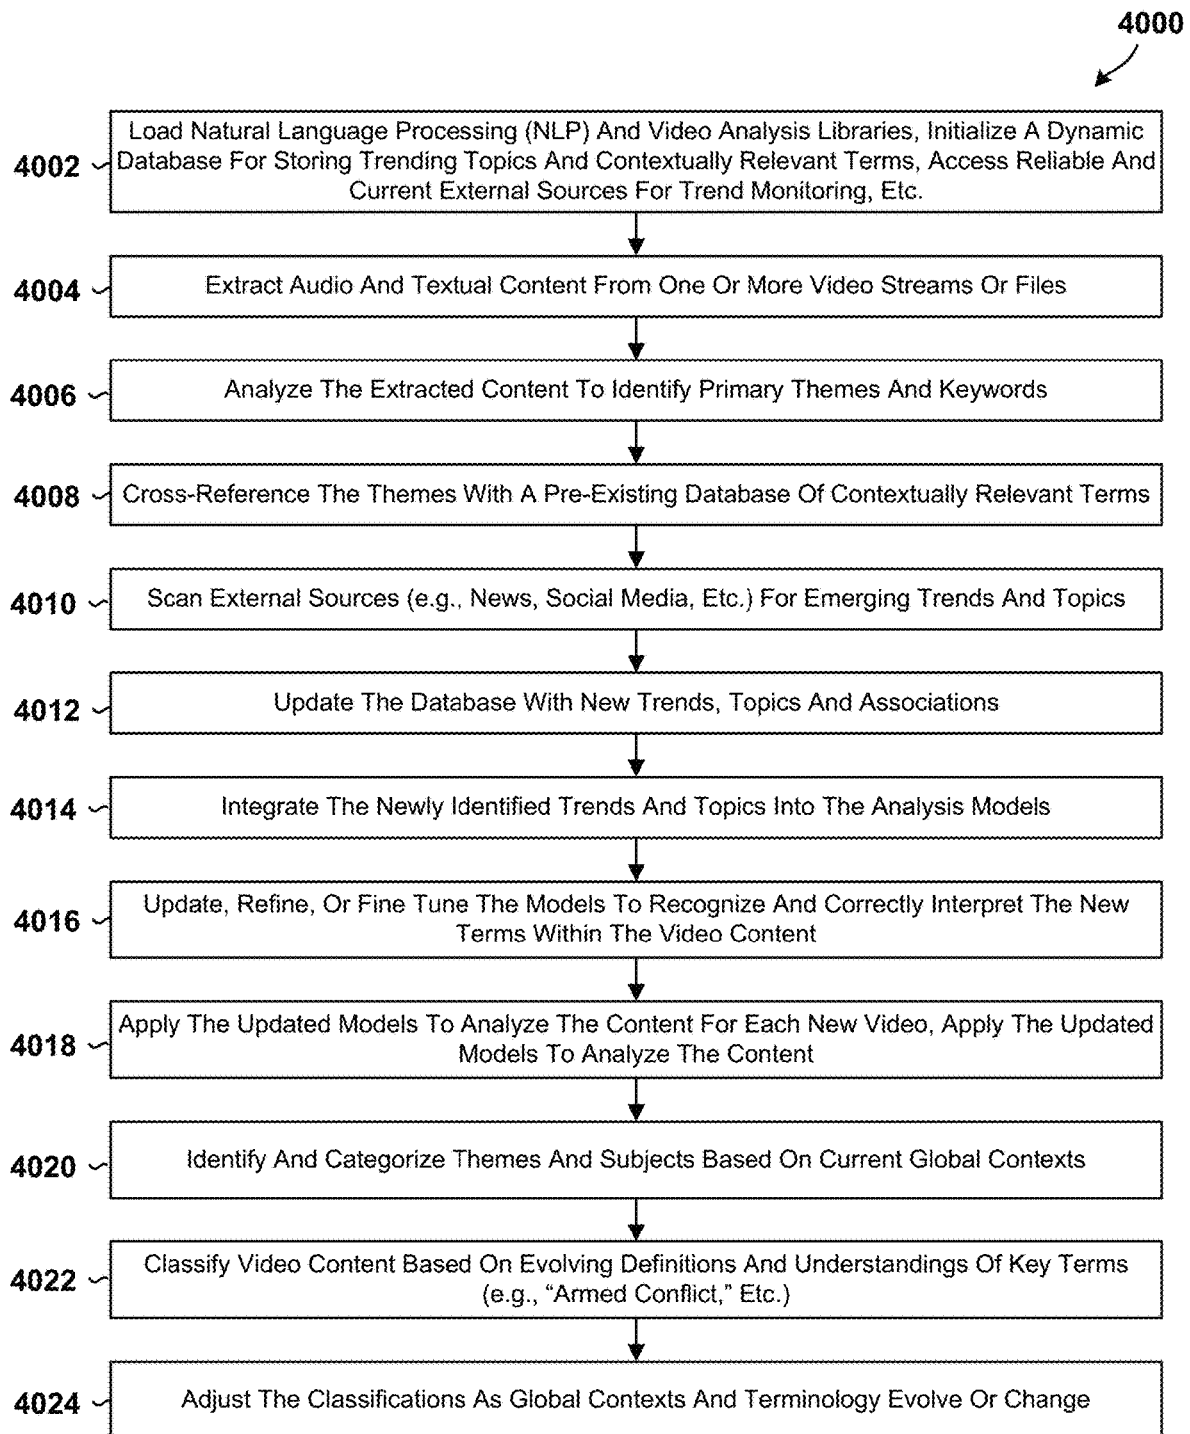 4000
4002
Load Natural Language Processing (NLP) And Video Analysis Libraries, Initialize A Dynamic
Database For Storing Trending Topics And Contextually Relevant Terms, Access Reliable And
Current External Sources For Trend Monitoring, Etc.
4004
Extract Audio And Textual Content From One Or More Video Streams Or Files
4006
Analyze The Extracted Content To Identify Primary Themes And Keywords
4008
Cross-Reference The Themes With A Pre-Existing Database Of Contextually Relevant Terms
4010
Scan External Sources (e.g., News, Social Media, Etc.) For Emerging Trends And Topics
4012
Update The Database With New Trends, Topics And Associations
4014
Integrate The Newly Identified Trends And Topics Into The Analysis Models
4016
Update, Refine, Or Fine Tune The Models To Recognize And Correctly Interpret The New
Terms Within The Video Content
4018
Apply The Updated Models To Analyze The Content For Each New Video, Apply The Updated
Models To Analyze The Content
4020
Identify And Categorize Themes And Subjects Based On Current Global Contexts
4022
Classify Video Content Based On Evolving Definitions And Understandings Of Key Terms
(e.g., “Armed Conflict,” Etc.)
4024
Adjust The Classifications As Global Contexts And Terminology Evolve Or Change